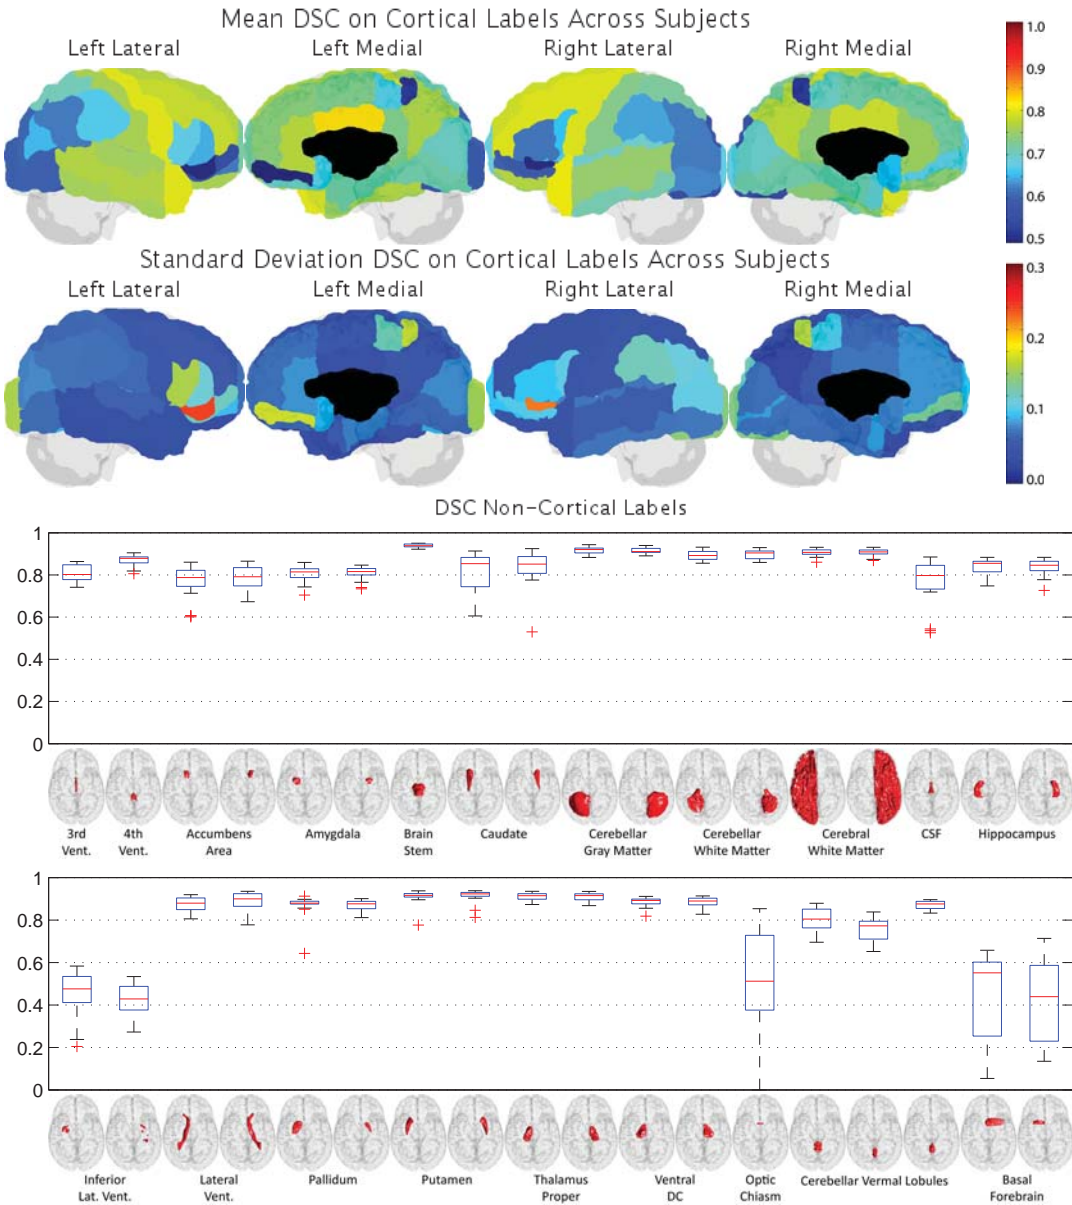 Mean DSC on Cortical Labels Across Subjects
Left Lateral Left Medial Right Lateral Right Medial
1.0
0.9
0.8
0.7
0.6
0.5
Standard Deviation DSC on Cortical Labels Across Subjects
Left Lateral Left Medial Right Lateral Right Medial
0.3
0.2
0.1
0.0
DSC Non-Cortical Labels
1
0.8
0.6
0.4
0.2
0
3rd Vent.
4th Vent.
Accumbens Area
Amygdala
Brain Stem
Caudate
Cerebellar Gray Matter
Cerebellar White Matter
Cerebral White Matter
CSF
Hippocampus
1
0.8
0.6
0.4
0.2
0
Inferior Lat. Vent.
Lateral Vent.
Pallidum
Putamen
Thalamus Proper
Ventral DC
Optic Chiasm
Cerebellar Vermal Lobules
Basal Forebrain